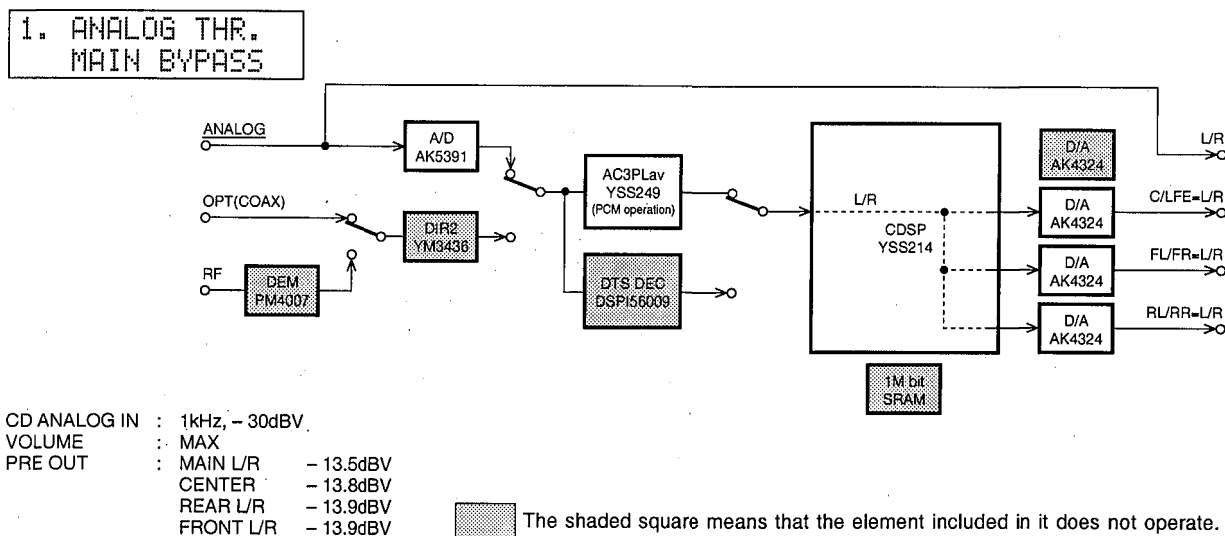 1. ANALOG THR.
MAIN BYPASS
ANALOG
A/D
AK5391
OPT(COAX)
DIR2
YM3436
RF
DEM
PM4007
AC3PLav
YSS249
(PCM operation)
DTS DEC
DSPI56009
L/R
CDSP
YSS214
1M bit
SRAM
D/A
AK4324
L/R
D/A
AK4324
C/LFE=L/R
D/A
AK4324
FL/FR=L/R
D/A
AK4324
RL/RR=L/R
CD ANALOG IN : 1kHz, – 30dBV
VOLUME : MAX
PRE OUT : MAIN L/R – 13.5dBV
CENTER – 13.8dBV
REAR L/R – 13.9dBV
FRONT L/R – 13.9dBV
The shaded square means that the element included in it does not operate.